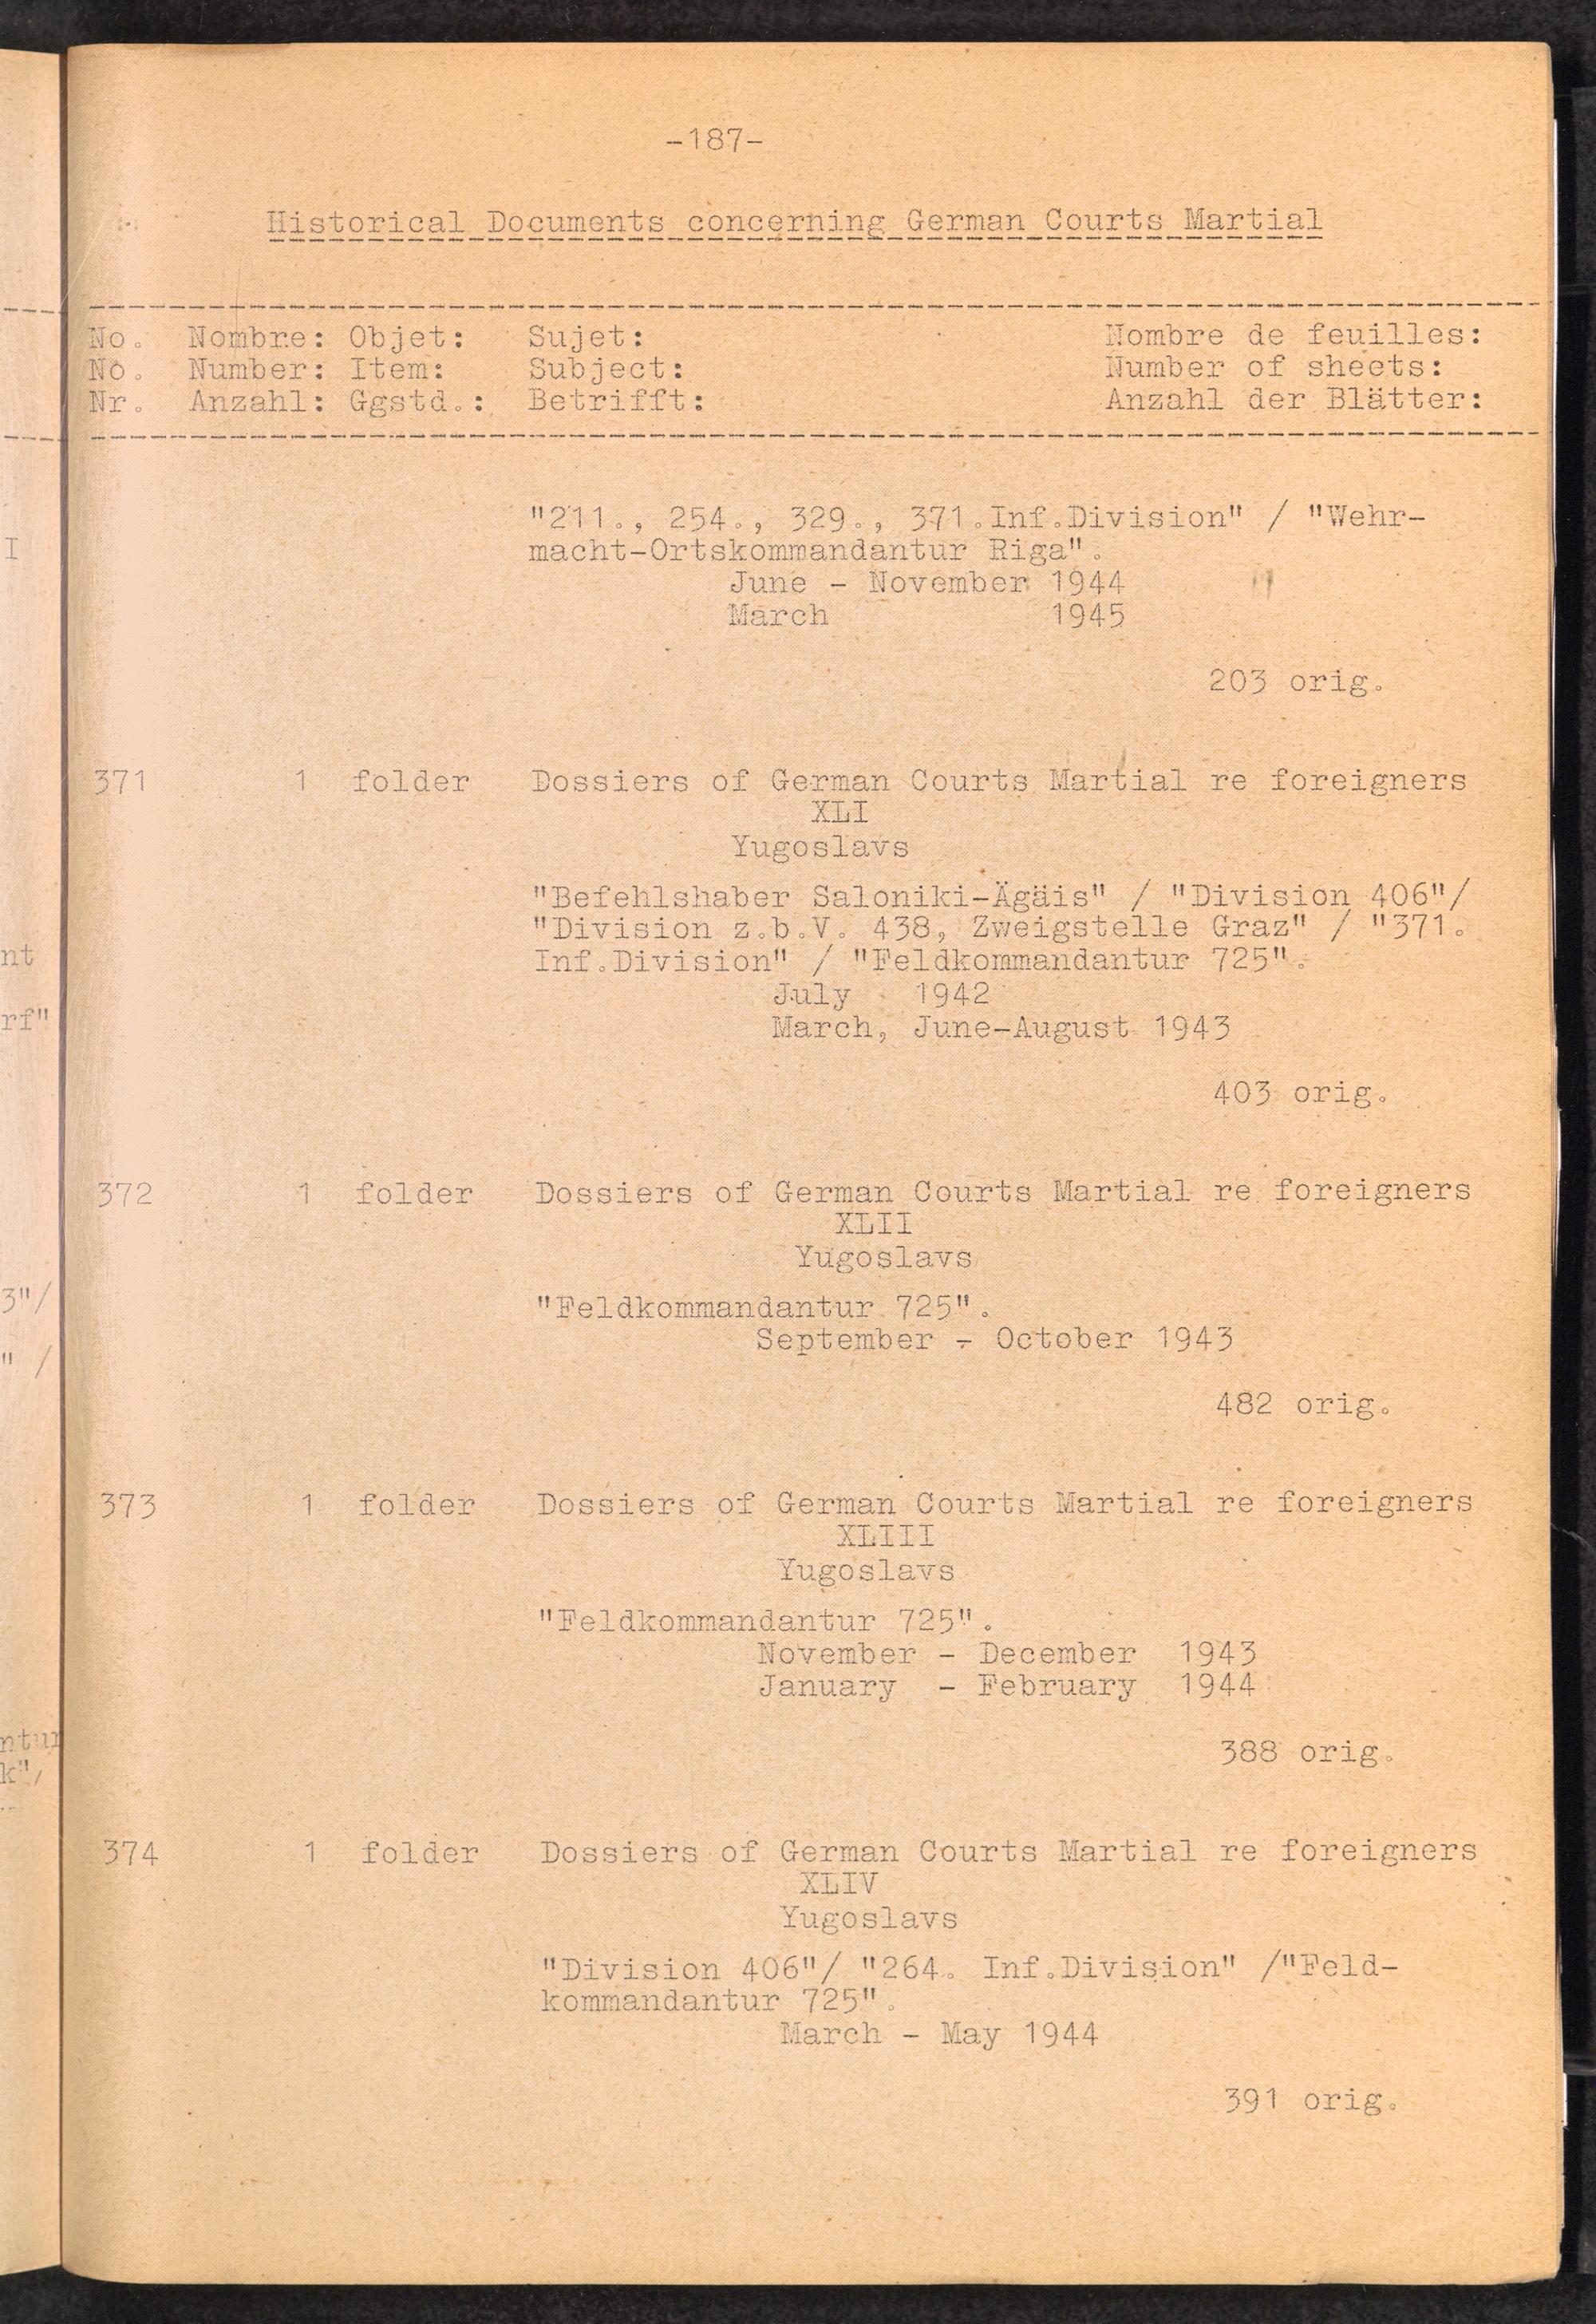 -187-
Historical Documents concerning German Courts Martial
No. Nombre: Objet: Sujet: Nombre de feuilles:
No. Number: Item: Subject: Number of sheets:
Nr. Anzahl: Ggstd.: Betrifft: Anzahl der Blätter:
"211., 254., 329., 371.Inf.Division" / "Wehr-
macht-Ortskommandantur Riga".
June - November 1944
March 1945
203 orig.
371 1 folder Dossiers of German Courts Martial re foreigners
XLI
Yugoslavs
"Befehlshaber Saloniki-Ägäis" / "Division 406"/
"Division z.b.V. 438, Zweigstelle Graz" / "371.
Inf.Division" / "Feldkommandantur 725".
July 1942
March, June-August 1943
403 orig.
372 1 folder Dossiers of German Courts Martial re foreigners
XLII
Yugoslavs
"Feldkommandantur 725".
September - October 1943
482 orig.
373 1 folder Dossiers of German Courts Martial re foreigners
XLIII
Yugoslavs
"Feldkommandantur 725".
November - December 1943
January - February 1944
388 orig.
374 1 folder Dossiers of German Courts Martial re foreigners
XLIV
Yugoslavs
"Division 406"/ "264. Inf.Division" /"Feld-
kommandantur 725".
March - May 1944
391 orig.
I
nt
rf"
3"/
" /
ntur
k"/